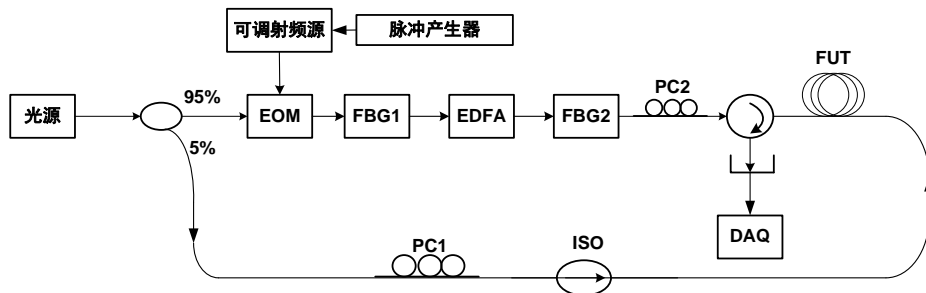 可调射频源
脉冲产生器
光源
95%
5%
EOM
FBG1
EDFA
FBG2
PC2
FUT
DAQ
PC1
ISO